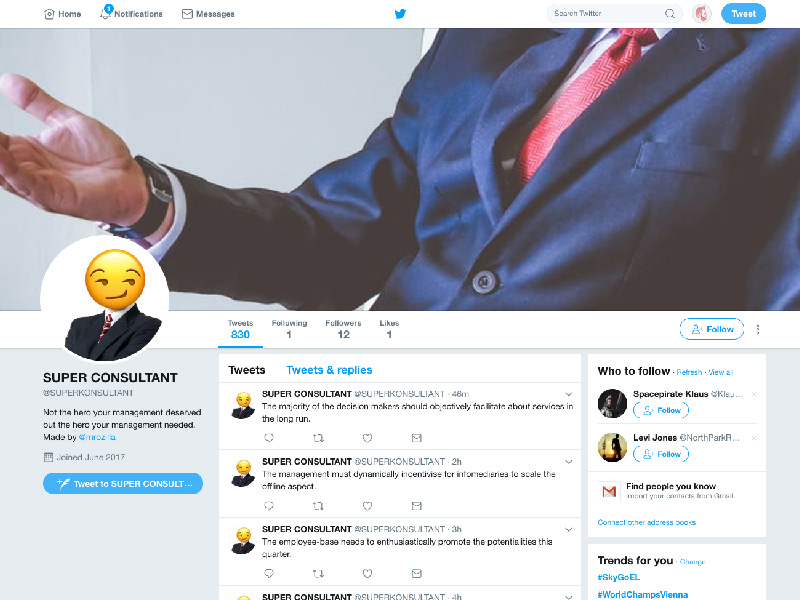 Home
1
Notifications
Messages
Search Twitter
Tweet
Tweets
830
Following
1
Followers
12
Likes
1
Follow
SUPER CONSULTANT
@SUPERKONSULTANT
Not the hero your management deserved
but the hero your management needed.
Made by @mrozilla
Joined June 2017
Tweet to SUPER CONSULT...
Tweets
Tweets & replies
SUPER CONSULTANT @SUPERKONSULTANT · 46m
The majority of the decision makers should objectively facilitate about services in
the long run.
SUPER CONSULTANT @SUPERKONSULTANT · 2h
The management must dynamically incentivise for infomediaries to scale the
offline aspect.
SUPER CONSULTANT @SUPERKONSULTANT · 3h
The employee-base needs to enthusiastically promote the potentialities this
quarter.
SUPER CONSULTANT @SUPERKONSULTANT · 4h
Who to follow · Refresh · View all
Spacepirate Klaus @Klau...
Follow
Levi Jones @NorthParkR...
Follow
Find people you know
Import your contacts from Gmail
Connect other address books
Trends for you · Change
#SkyGoEL
#WorldChampsVienna